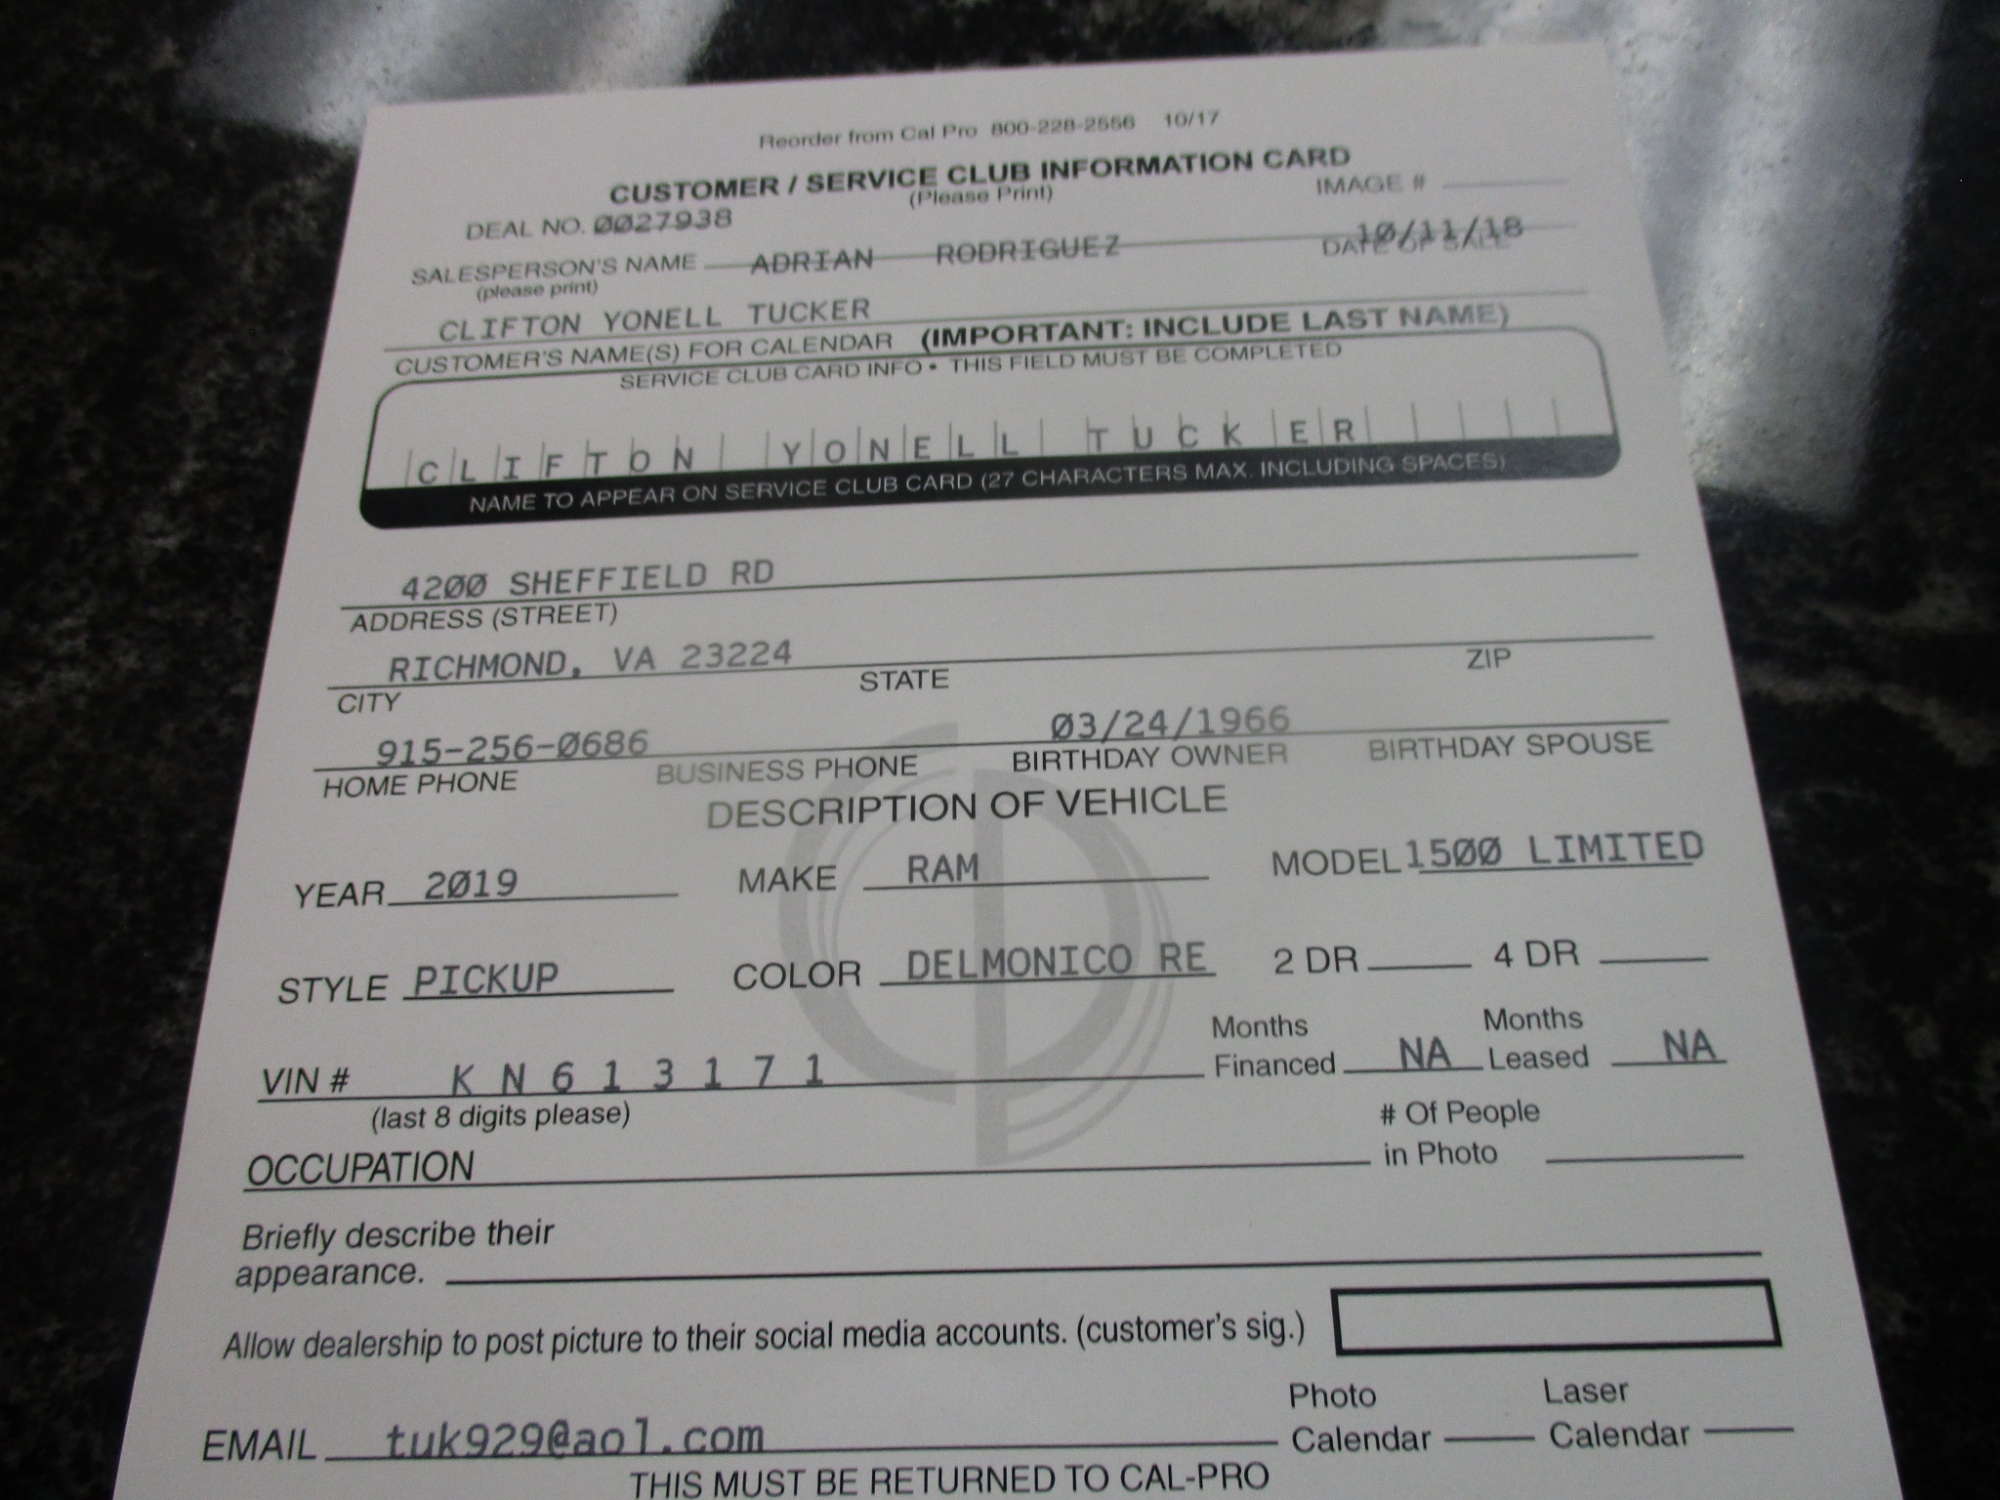 Reorder from Cal Pro 800-228-2556 10/17
CUSTOMER / SERVICE CLUB INFORMATION CARD
(Please Print)
IMAGE #
DEAL NO. 0027938
SALESPERSON'S NAME ADRIAN RODRIGUEZ 10/11/18
(please print) DATE OF SALE
CLIFTON YONELL TUCKER
CUSTOMER'S NAME(S) FOR CALENDAR (IMPORTANT: INCLUDE LAST NAME)
SERVICE CLUB CARD INFO • THIS FIELD MUST BE COMPLETED
CLIFTON YONELL TUCKER
NAME TO APPEAR ON SERVICE CLUB CARD (27 CHARACTERS MAX. INCLUDING SPACES)
4200 SHEFFIELD RD
ADDRESS (STREET)
RICHMOND, VA 23224
CITY STATE ZIP
915-256-0686 03/24/1966
HOME PHONE BUSINESS PHONE BIRTHDAY OWNER BIRTHDAY SPOUSE
DESCRIPTION OF VEHICLE
YEAR 2019 MAKE RAM MODEL 1500 LIMITED
STYLE PICKUP COLOR DELMONICO RE 2 DR 4 DR
Months Months
VIN # K N 6 1 3 1 7 1 Financed NA Leased NA
(last 8 digits please) # Of People
OCCUPATION in Photo
Briefly describe their
appearance.
Allow dealership to post picture to their social media accounts. (customer's sig.)
Photo Laser
EMAIL tuk929@aol.com Calendar Calendar
THIS MUST BE RETURNED TO CAL-PRO